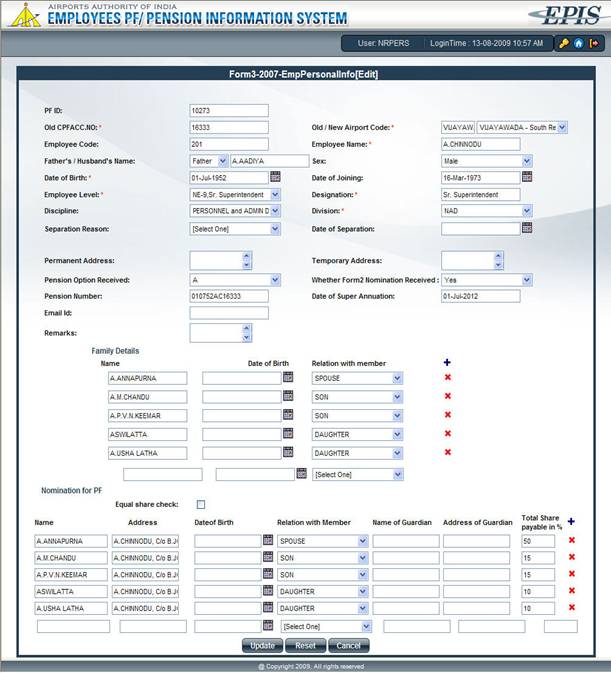 AIRPORTS AUTHORITY OF INDIA
EMPLOYEES PF/ PENSION INFORMATION SYSTEM
EPIS
User: NRPERS LoginTime : 13-08-2009 10:57 AM
Form3-2007-EmpPersonalInfo[Edit]
PF ID: 10273
Old CPFACC.NO: * 16333 Old / New Airport Code: * VIJAYAW. VIJAYAWADA - South Re
Employee Code: 201 Employee Name: * A.CHINNODU
Father's / Husband's Name: Father A.AADIYA Sex: Male
Date of Birth: * 01-Jul-1952 Date of Joining: 16-Mar-1973
Employee Level: * NE-9,Sr. Superintendent Designation: * Sr. Superintendent
Discipline: PERSONNEL and ADMIN D Division: * NAD
Separation Reason: [Select One] Date of Separation:
Permanent Address: Temporary Address:
Pension Option Received: A Whether Form2 Nomination Received : Yes
Pension Number: 010752AC16333 Date of Super Annuation: 01-Jul-2012
Email Id:
Remarks:
Family Details
Name Date of Birth Relation with member
A.ANNAPURNA SPOUSE
A.M.CHANDU SON
A.P.V.N.KEEMAR SON
ASWILATTA DAUGHTER
A.USHA LATHA DAUGHTER
[Select One]
Nomination for PF
Equal share check:
Name Address Dateof Birth Relation with Member Name of Guardian Address of Guardian Total Share payable in %
A.ANNAPURNA A.CHINNODU, C/o B.J( SPOUSE 50
A.M.CHANDU A.CHINNODU, C/o B.J( SON 15
A.P.V.N.KEEMAR A.CHINNODU, C/o B.J( SON 15
ASWILATTA A.CHINNODU, C/o B.J( DAUGHTER 10
A.USHA LATHA A.CHINNODU, C/o B.J( DAUGHTER 10
[Select One]
Update Reset Cancel
@ Copyright 2009, All rights reserved